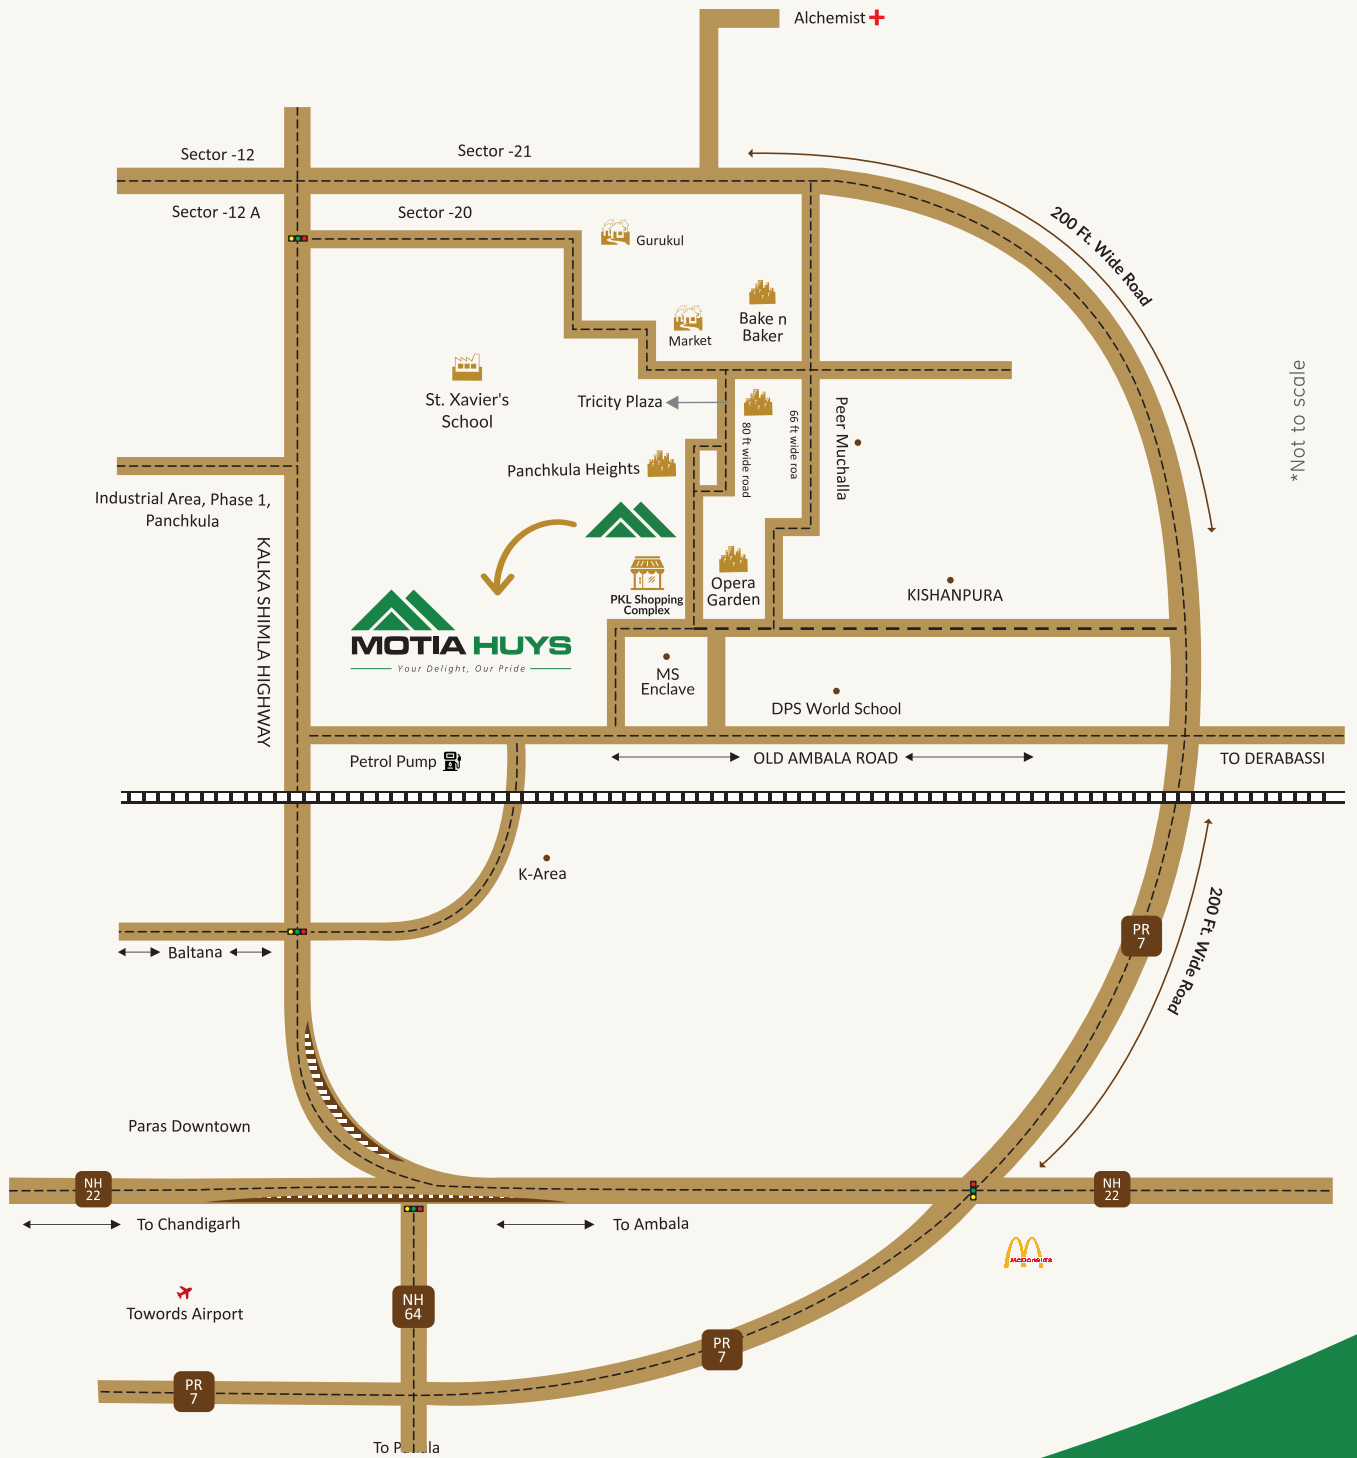 Alchemist
Sector -12
Sector -21
Sector -12 A
Sector -20
Gurukul
200 Ft. Wide Road
Bake n
Baker
Market
*Not to scale
St. Xavier's
School
Tricity Plaza
80 ft wide road
66 ft wide roa
Peer Muchalla
Panchkula Heights
Industrial Area, Phase 1,
Panchkula
KALKA SHIMLA HIGHWAY
PKL Shopping
Complex
Opera
Garden
KISHANPURA
MOTIA HUYS
Your Delight, Our Pride
MS
Enclave
DPS World School
Petrol Pump
OLD AMBALA ROAD
TO DERABASSI
K-Area
200 Ft. Wide Road
PR
7
Baltana
Paras Downtown
NH
22
NH
22
To Chandigarh
To Ambala
McDonald's
Towords Airport
NH
64
PR
7
PR
7
To